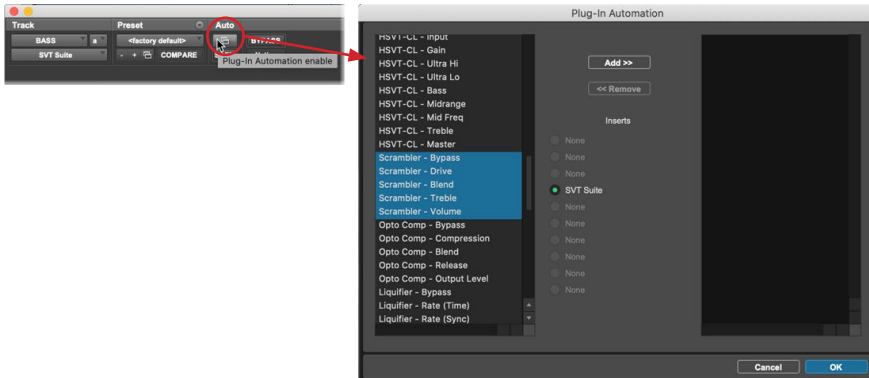 Track Preset Auto
BASS a <factory default> BYPASS
SVT Suite - + COMPARE
Plug-In Automation enable
Plug-In Automation
HSVT-CL - Input
HSVT-CL - Gain
HSVT-CL - Ultra Hi
HSVT-CL - Ultra Lo
HSVT-CL - Bass
HSVT-CL - Midrange
HSVT-CL - Mid Freq
HSVT-CL - Treble
HSVT-CL - Master
Scrambler - Bypass
Scrambler - Drive
Scrambler - Blend
Scrambler - Treble
Scrambler - Volume
Opto Comp - Bypass
Opto Comp - Compression
Opto Comp - Blend
Opto Comp - Release
Opto Comp - Output Level
Liquifier - Bypass
Liquifier - Rate (Time)
Liquifier - Rate (Sync)
Add >>
<< Remove
Inserts
None
None
None
SVT Suite
None
None
None
None
None
None
Cancel OK